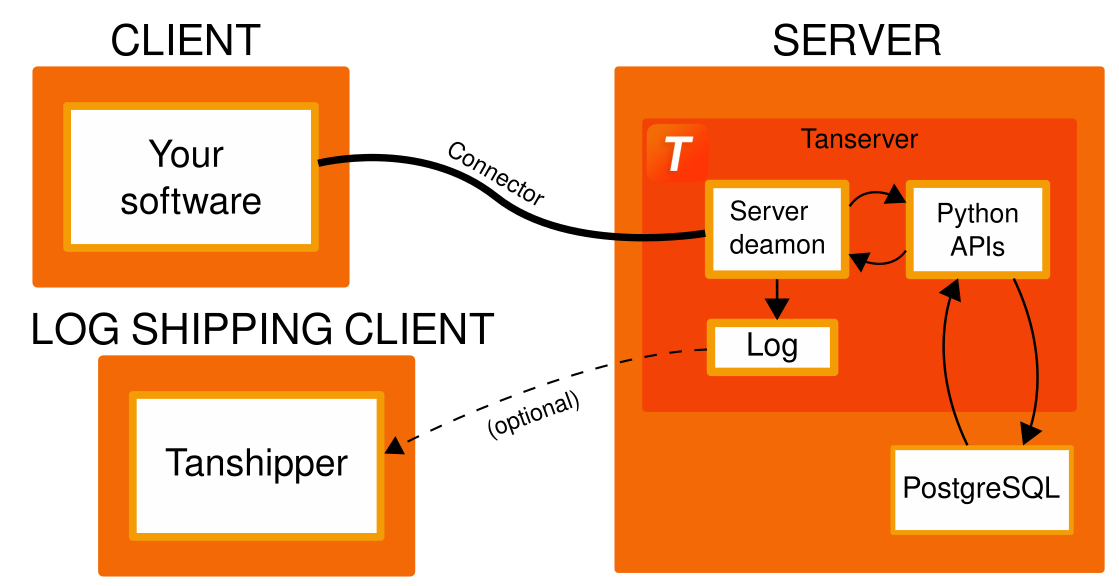 CLIENT
Your
software
Connector
SERVER
T
Tanserver
Server
deamon
Python
APIs
Log
PostgreSQL
LOG SHIPPING CLIENT
Tanshipper
(optional)